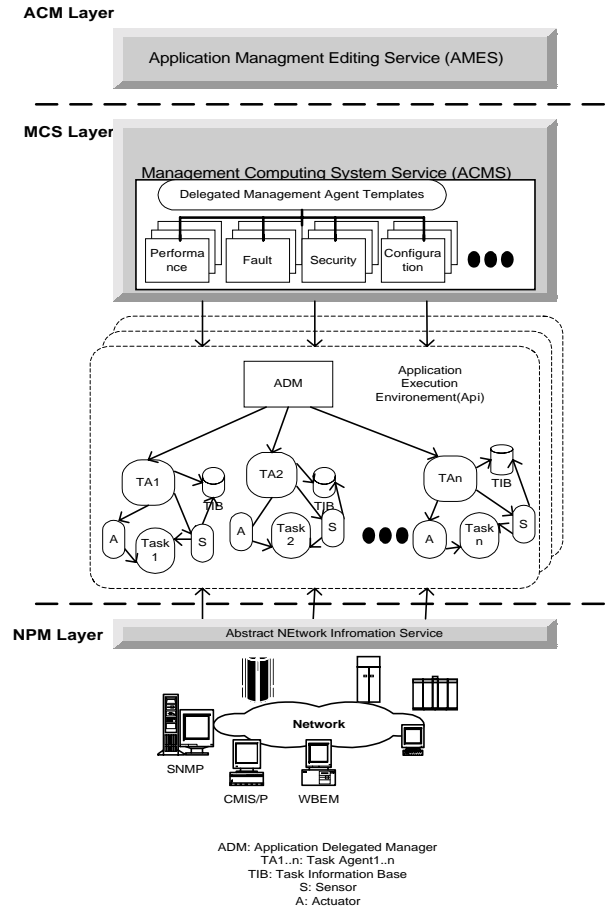 ACM Layer
Application Managment Editing Service (AMES)
MCS Layer
Management Computing System Service (ACMS)
Delegated Management Agent Templates
Performa
nce
Fault
Security
Configura
tion
ADM
Application
Execution
Environement(Api)
TA1
TIB
A
Task
1
S
TA2
TIB
A
Task
2
S
TAn
TIB
A
Task
n
S
NPM Layer
Abstract NEtwork Infromation Service
Network
SNMP
CMIS/P
WBEM
ADM: Application Delegated Manager
TA1..n: Task Agent1..n
TIB: Task Information Base
S: Sensor
A: Actuator